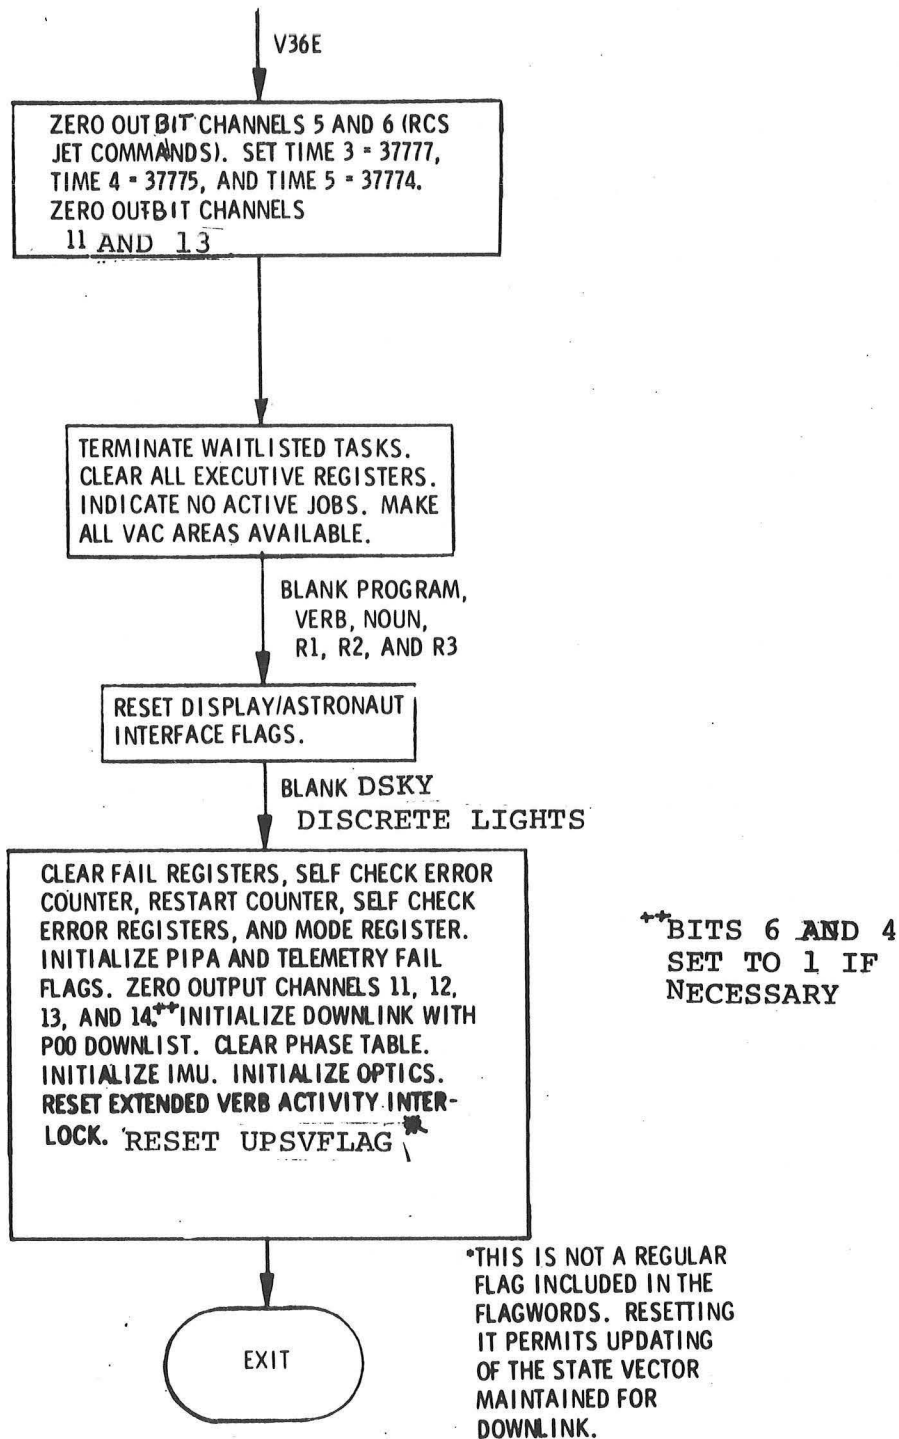 V36E
ZERO OUTBIT CHANNELS 5 AND 6 (RCS
JET COMMANDS). SET TIME 3 = 37777,
TIME 4 = 37775, AND TIME 5 = 37774.
ZERO OUTBIT CHANNELS
11 AND 13
TERMINATE WAITLISTED TASKS.
CLEAR ALL EXECUTIVE REGISTERS.
INDICATE NO ACTIVE JOBS. MAKE
ALL VAC AREAS AVAILABLE.
BLANK PROGRAM,
VERB, NOUN,
R1, R2, AND R3
RESET DISPLAY/ASTRONAUT
INTERFACE FLAGS.
BLANK DSKY
DISCRETE LIGHTS
CLEAR FAIL REGISTERS, SELF CHECK ERROR
COUNTER, RESTART COUNTER, SELF CHECK
ERROR REGISTERS, AND MODE REGISTER.
INITIALIZE PIPA AND TELEMETRY FAIL
FLAGS. ZERO OUTPUT CHANNELS 11, 12,
13, AND 14.++ INITIALIZE DOWNLINK WITH
P00 DOWNLIST. CLEAR PHASE TABLE.
INITIALIZE IMU. INITIALIZE OPTICS.
RESET EXTENDED VERB ACTIVITY INTER-
LOCK. RESET UPSVFLAG*
++BITS 6 AND 4
SET TO 1 IF
NECESSARY
*THIS IS NOT A REGULAR
FLAG INCLUDED IN THE
FLAGWORDS. RESETTING
IT PERMITS UPDATING
OF THE STATE VECTOR
MAINTAINED FOR
DOWNLINK.
EXIT